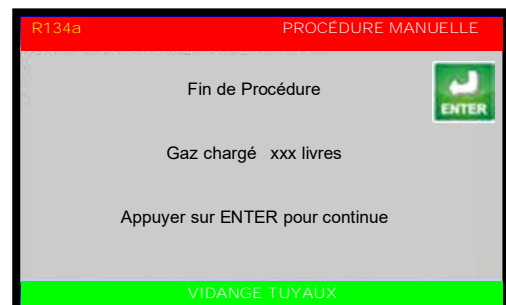 R134a PROCÉDURE MANUELLE
Fin de Procédure
ENTER
Gaz chargé xxx livres
Appuyer sur ENTER pour continue
VIDANGE TUYAUX